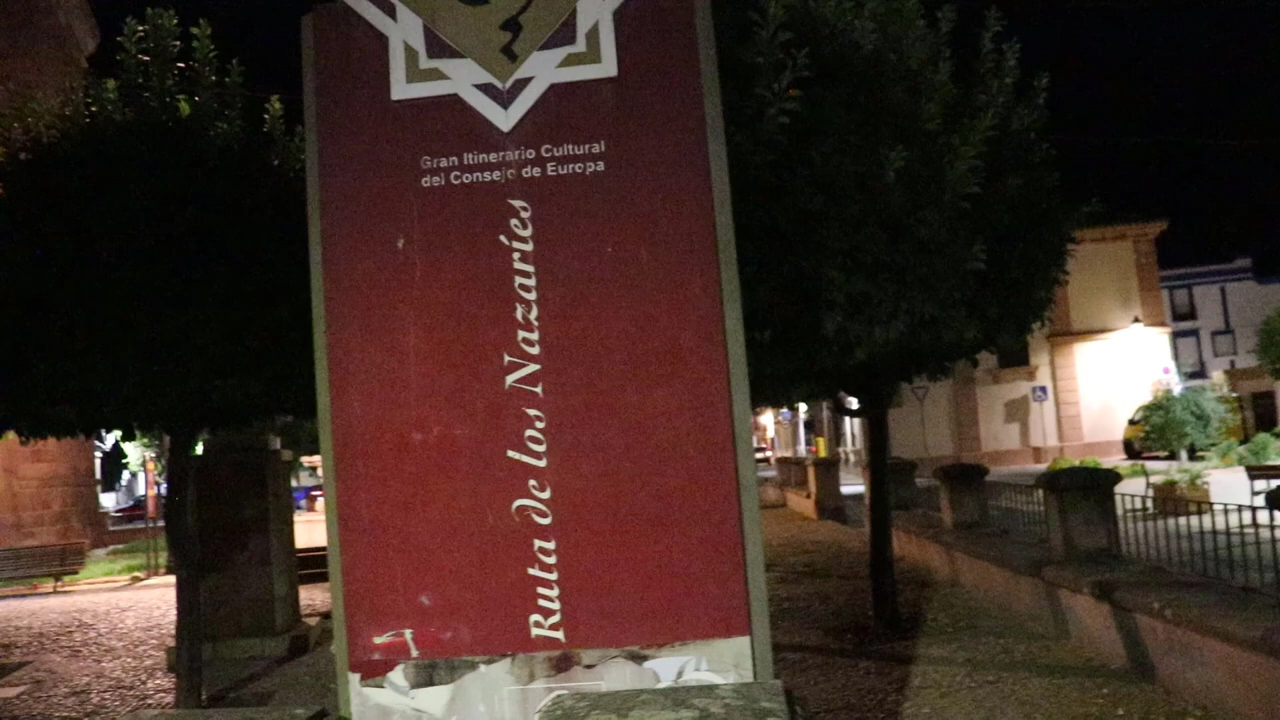 Gran Itinerario Cultural
del Consejo de Europa
Ruta de los Nazaríes